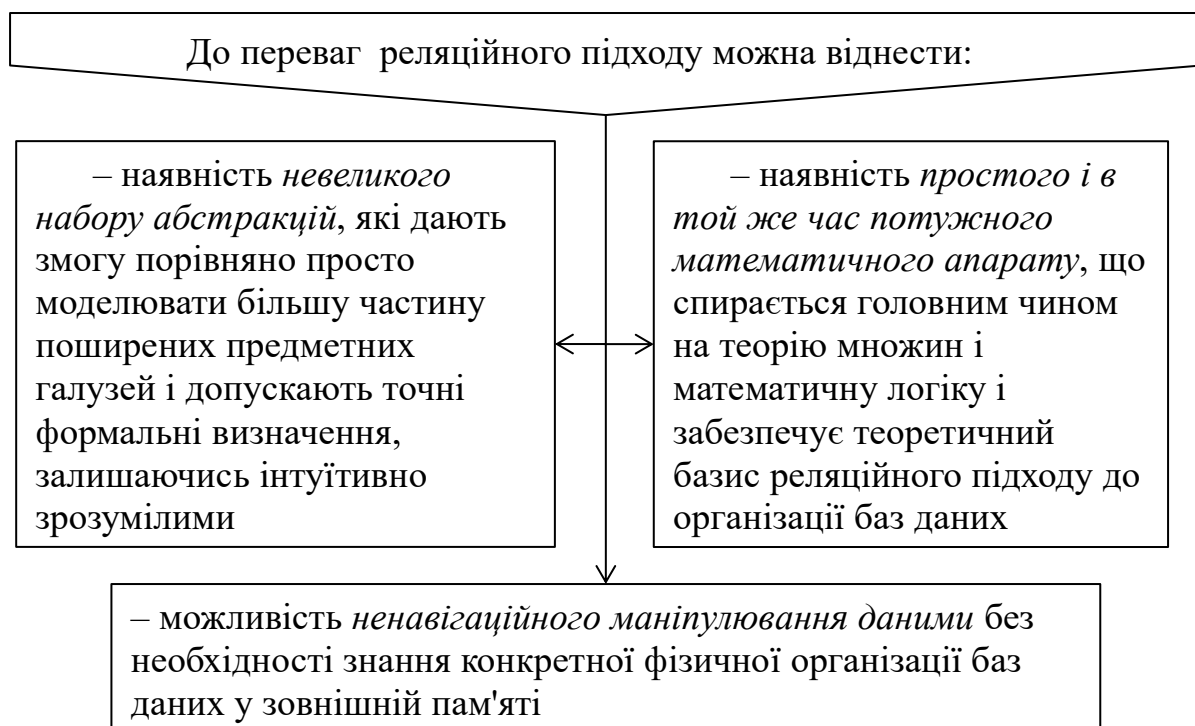 До переваг реляційного підходу можна віднести:
– наявність невеликого
набору абстракцій, які дають
змогу порівняно просто
моделювати більшу частину
поширених предметних
галузей і допускають точні
формальні визначення,
залишаючись інтуїтивно
зрозумілими
– наявність простого і в
той же час потужного
математичного апарату, що
спирається головним чином
на теорію множин і
математичну логіку і
забезпечує теоретичний
базис реляційного підходу до
організації баз даних
– можливість ненавігаційного маніпулювання даними без
необхідності знання конкретної фізичної організації баз
даних у зовнішній пам'яті